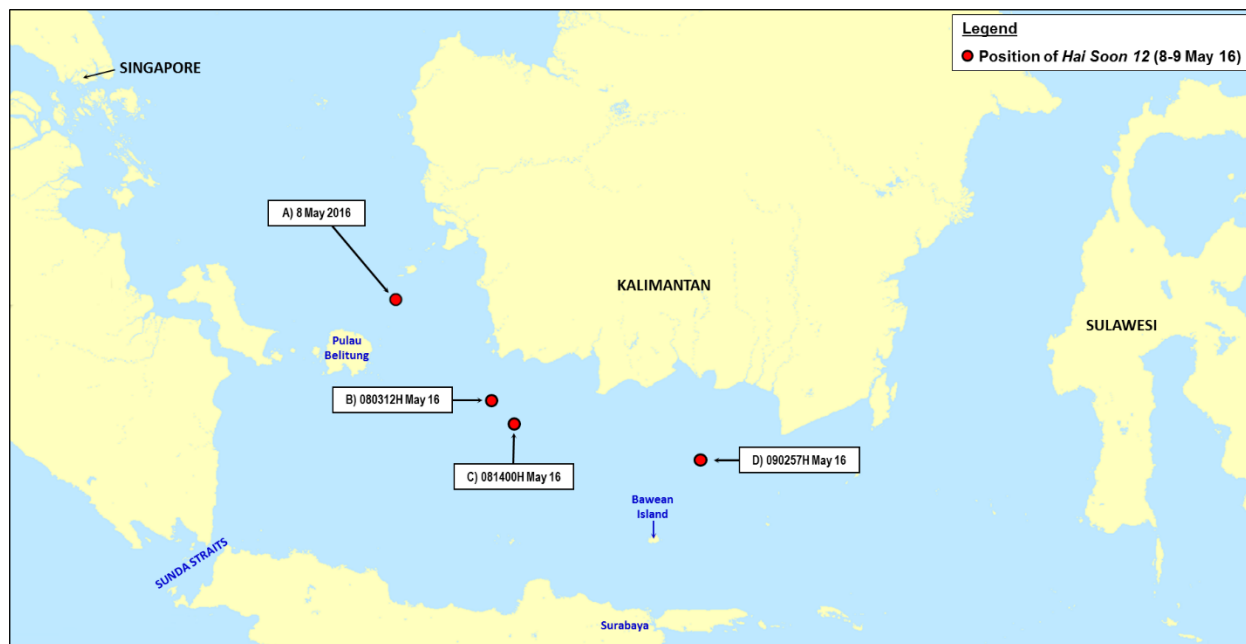 Legend
Position of Hai Soon 12 (8-9 May 16)
SINGAPORE
A) 8 May 2016
KALIMANTAN
SULAWESI
Pulau
Belitung
B) 080312H May 16
C) 081400H May 16
D) 090257H May 16
Bawean
Island
SUNDA STRAITS
Surabaya